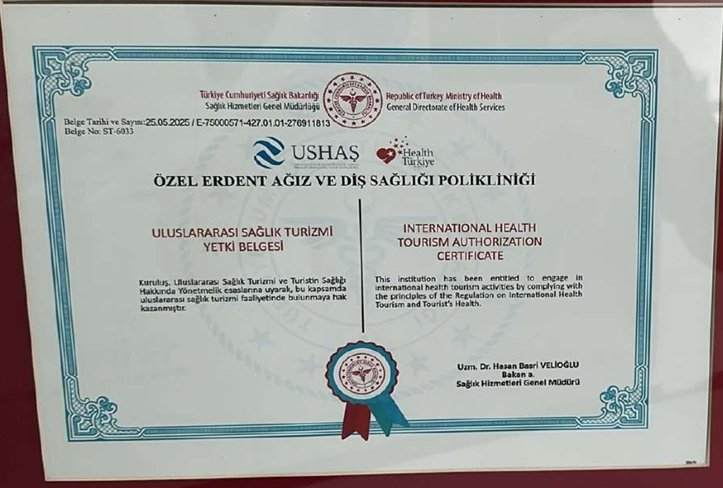 Türkiye Cumhuriyeti Sağlık Bakanlığı
Sağlık Hizmetleri Genel Müdürlüğü
Republic of Turkey Ministry of Health
General Directorate of Health Services
Belge Tarihi ve Sayısı:25.05.2025 / E-75000571-427.01.01-276911813
Belge No: ST-6033
USHAŞ
Health
Türkiye
ÖZEL ERDENT AĞIZ VE DİŞ SAĞLIĞI POLİKLİNİĞİ
ULUSLARARASI SAĞLIK TURİZMİ
YETKİ BELGESİ
Kuruluş, Uluslararası Sağlık Turizmi ve Turistin Sağlığı
Hakkında Yönetmelik esaslarına uyarak, bu kapsamda
uluslararası sağlık turizmi faaliyetinde bulunmaya hak
kazanmıştır.
INTERNATIONAL HEALTH
TOURISM AUTHORIZATION
CERTIFICATE
This institution has been entitled to engage in
international health tourism activities by complying with
the principles of the Regulation on International Health
Tourism and Tourist's Health.
Uzm. Dr. Hasan Basri VELİOĞLU
Bakan a.
Sağlık Hizmetleri Genel Müdürü